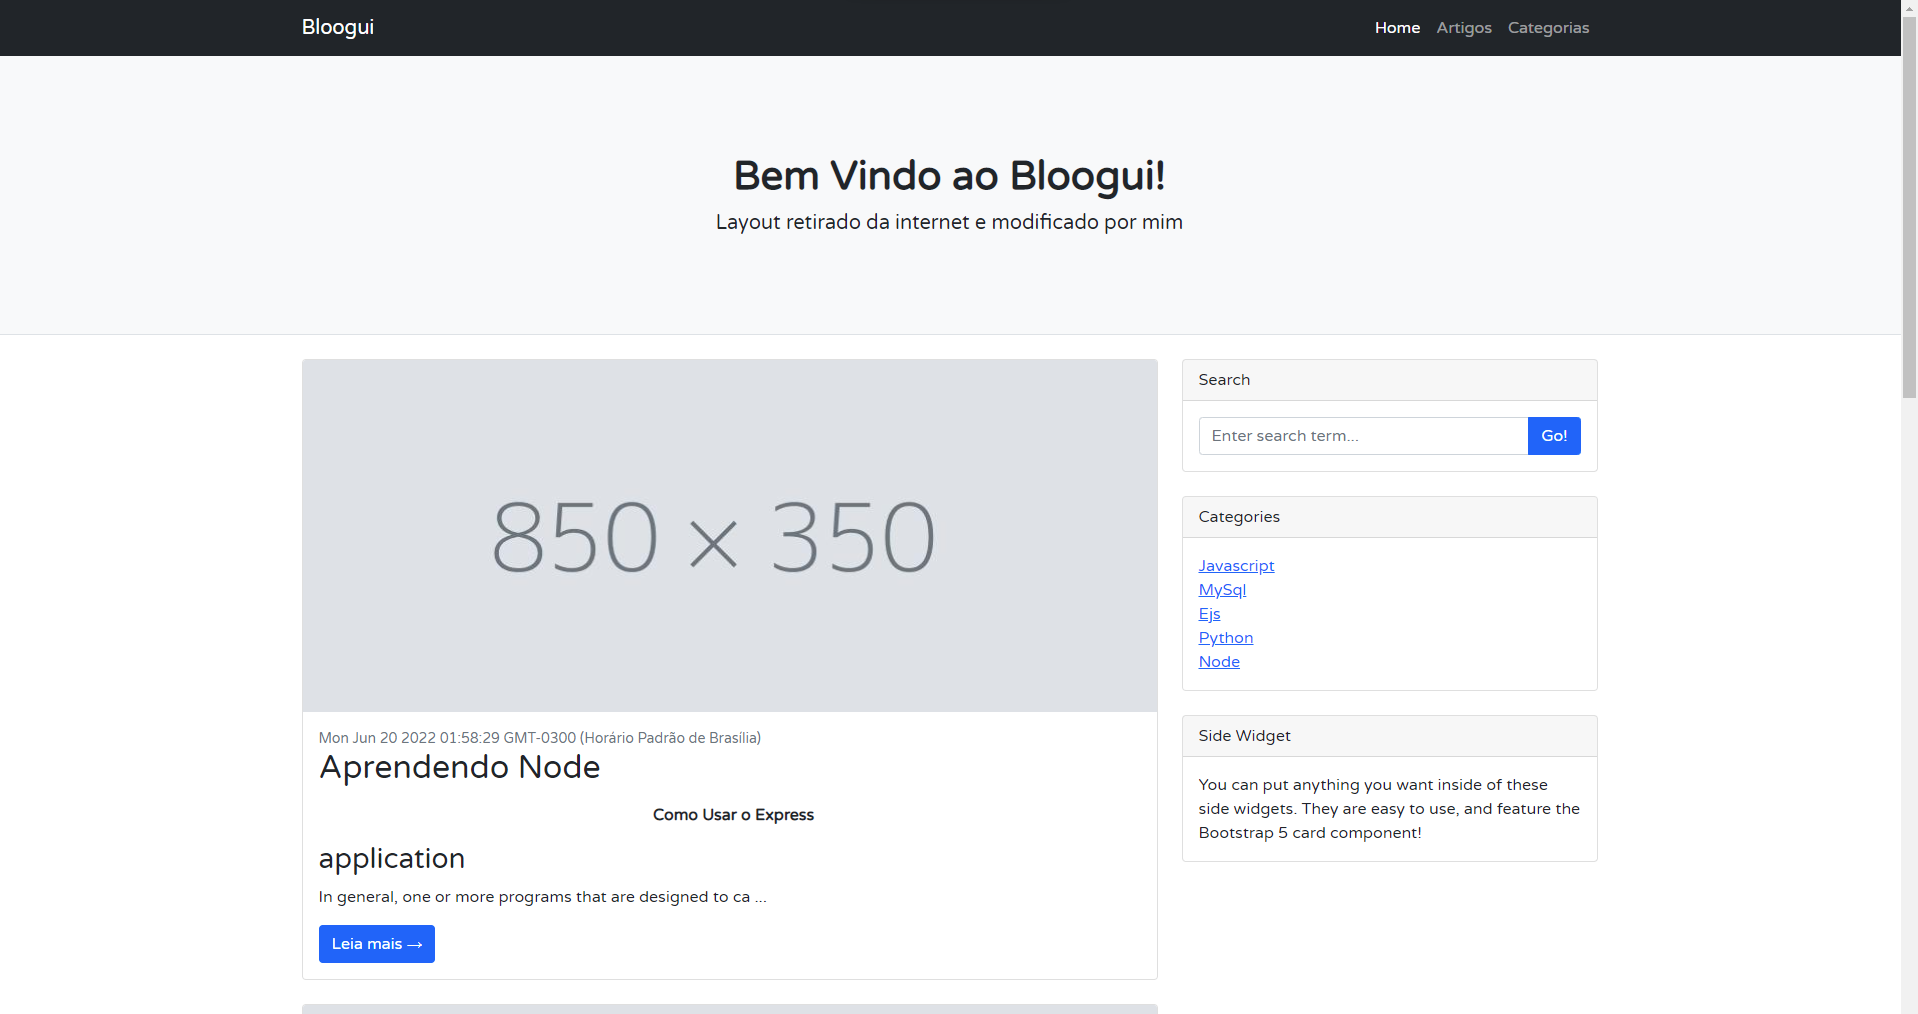 Bloogui
Home Artigos Categorias
Bem Vindo ao Bloogui!
Layout retirado da internet e modificado por mim
850 × 350
Mon Jun 20 2022 01:58:29 GMT-0300 (Horário Padrão de Brasília)
Aprendendo Node
Como Usar o Express
application
In general, one or more programs that are designed to ca ...
Leia mais →
Search
Enter search term...
Go!
Categories
Javascript
MySql
Ejs
Python
Node
Side Widget
You can put anything you want inside of these
side widgets. They are easy to use, and feature the
Bootstrap 5 card component!